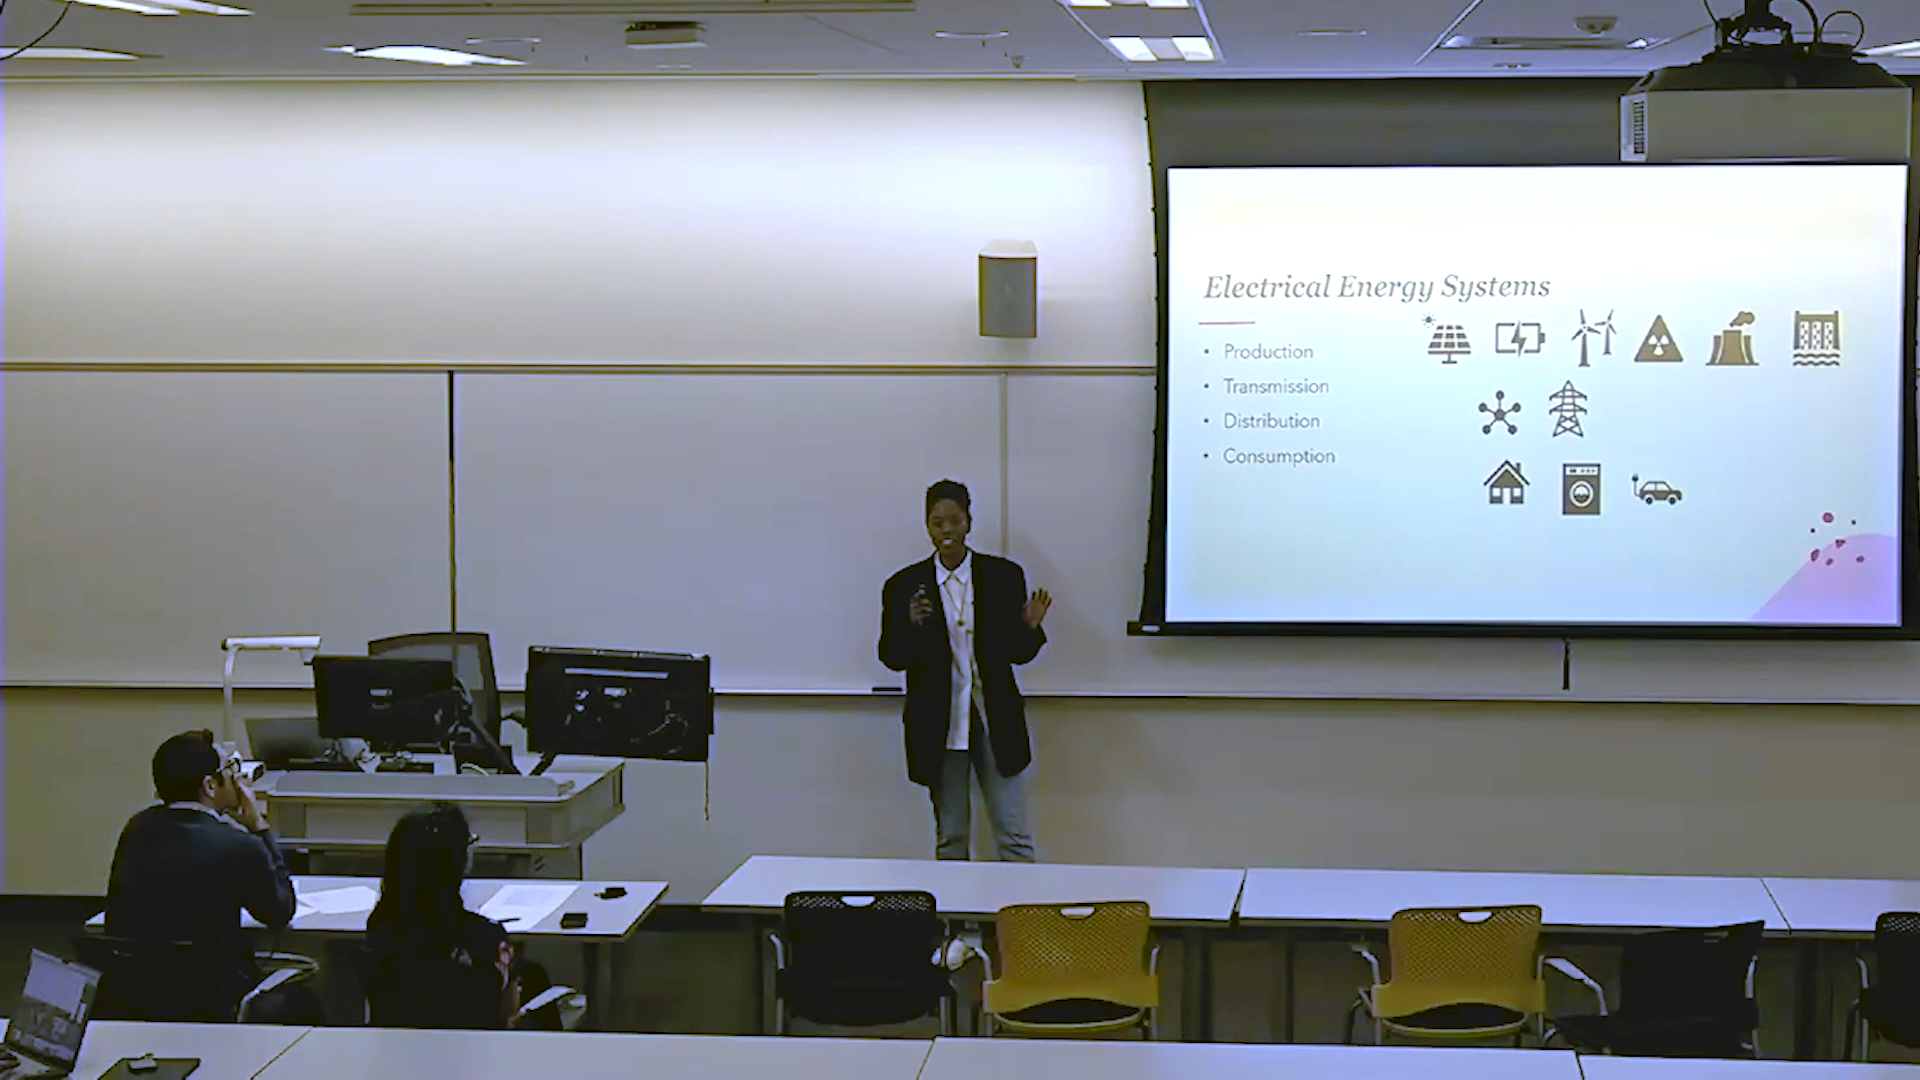 Electrical Energy Systems
• Production
• Transmission
• Distribution
• Consumption